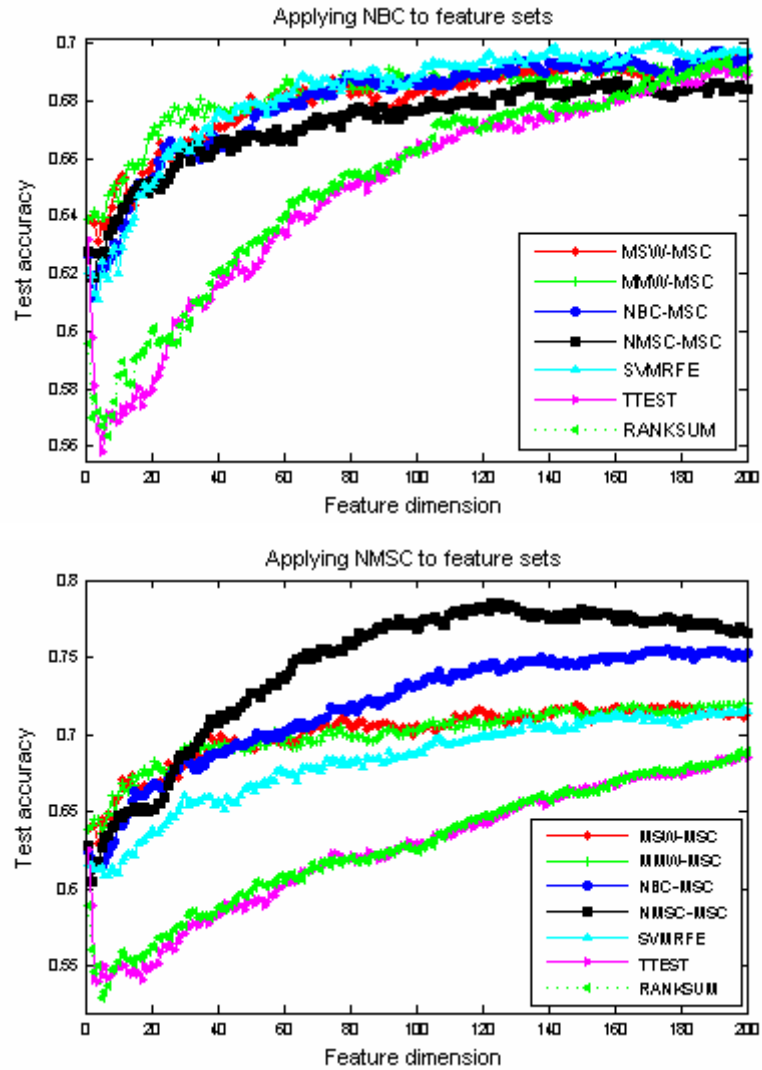 Applying NBC to feature sets
0.7
0.68
0.66
0.64
0.62
0.6
0.58
0.56
Test accuracy
0 20 40 60 80 100 120 140 160 180 200
Feature dimension
MSW-MSC
MMW-MSC
NBC-MSC
NMSC-MSC
SVMRFE
TTEST
RANKSUM
Applying NMSC to feature sets
0.8
0.75
0.7
0.65
0.6
0.55
Test accuracy
0 20 40 60 80 100 120 140 160 180 200
Feature dimension
MSW-MSC
MMW-MSC
NBC-MSC
NMSC-MSC
SVMRFE
TTEST
RANKSUM